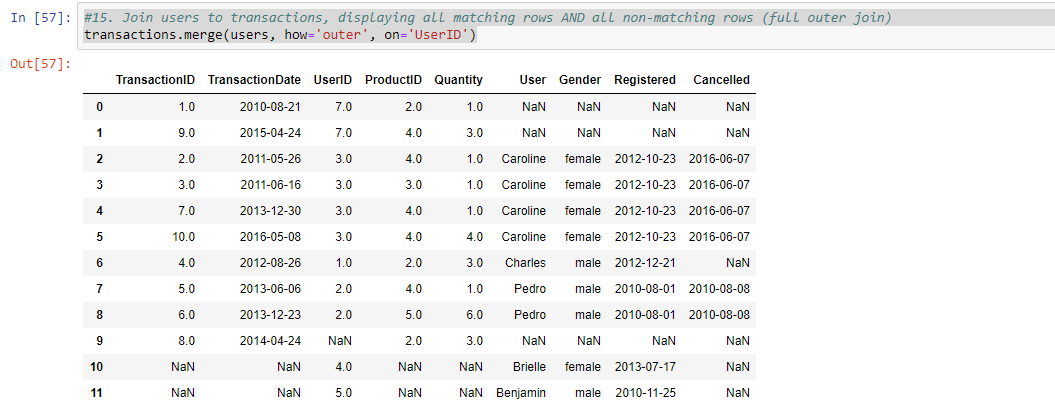 In [57]: #15. Join users to transactions, displaying all matching rows AND all non-matching rows (full outer join)
transactions.merge(users, how='outer', on='UserID')
Out[57]:
TransactionID TransactionDate UserID ProductID Quantity User Gender Registered Cancelled
0 1.0 2010-08-21 7.0 2.0 1.0 NaN NaN NaN NaN
1 9.0 2015-04-24 7.0 4.0 3.0 NaN NaN NaN NaN
2 2.0 2011-05-26 3.0 4.0 1.0 Caroline female 2012-10-23 2016-06-07
3 3.0 2011-06-16 3.0 3.0 1.0 Caroline female 2012-10-23 2016-06-07
4 7.0 2013-12-30 3.0 4.0 1.0 Caroline female 2012-10-23 2016-06-07
5 10.0 2016-05-08 3.0 4.0 4.0 Caroline female 2012-10-23 2016-06-07
6 4.0 2012-08-26 1.0 2.0 3.0 Charles male 2012-12-21 NaN
7 5.0 2013-06-06 2.0 4.0 1.0 Pedro male 2010-08-01 2010-08-08
8 6.0 2013-12-23 2.0 5.0 6.0 Pedro male 2010-08-01 2010-08-08
9 8.0 2014-04-24 NaN 2.0 3.0 NaN NaN NaN NaN
10 NaN NaN 4.0 NaN NaN Brielle female 2013-07-17 NaN
11 NaN NaN 5.0 NaN NaN Benjamin male 2010-11-25 NaN